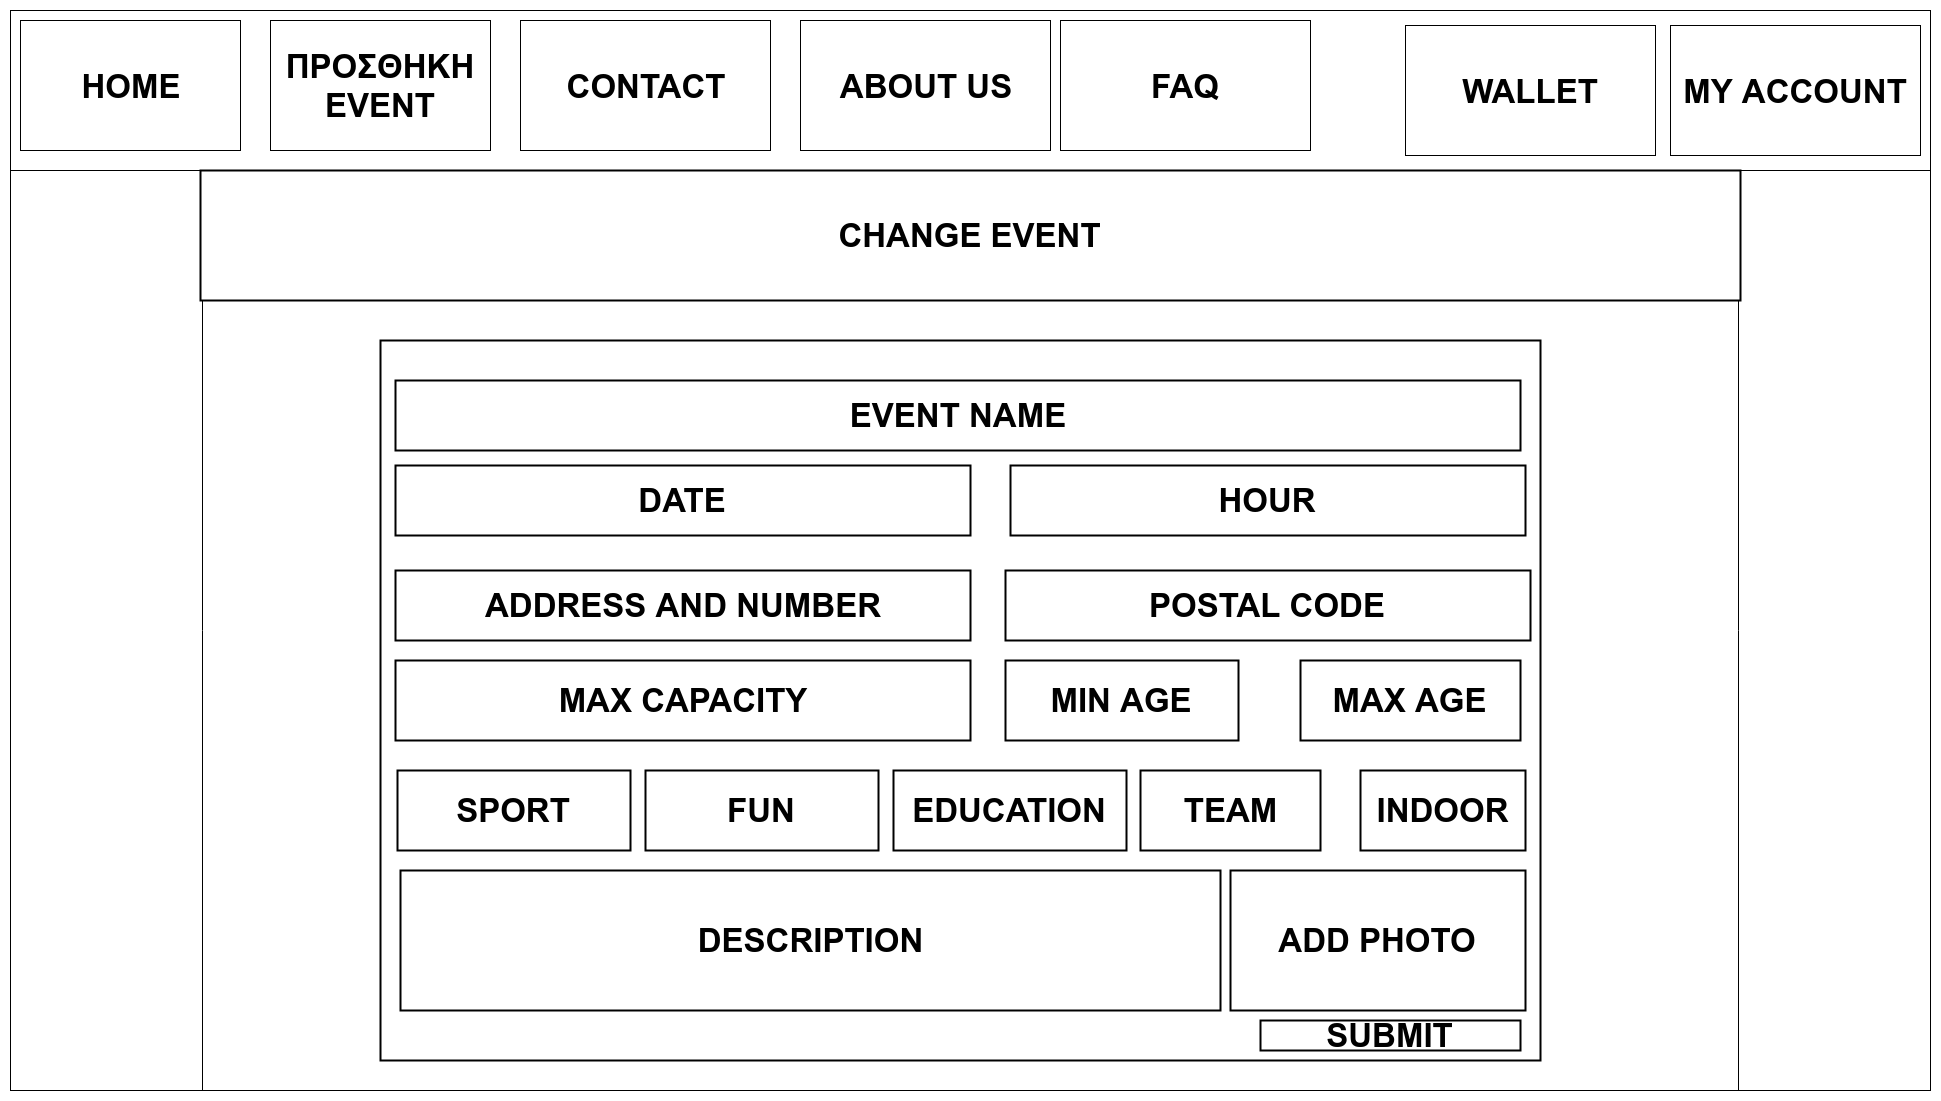 HOME
ΠΡΟΣΘΗΚΗ
EVENT
CONTACT
ABOUT US
FAQ
WALLET
MY ACCOUNT
CHANGE EVENT
EVENT NAME
DATE
HOUR
ADDRESS AND NUMBER
POSTAL CODE
MAX CAPACITY
MIN AGE
MAX AGE
SPORT
FUN
EDUCATION
TEAM
INDOOR
DESCRIPTION
ADD PHOTO
SUBMIT